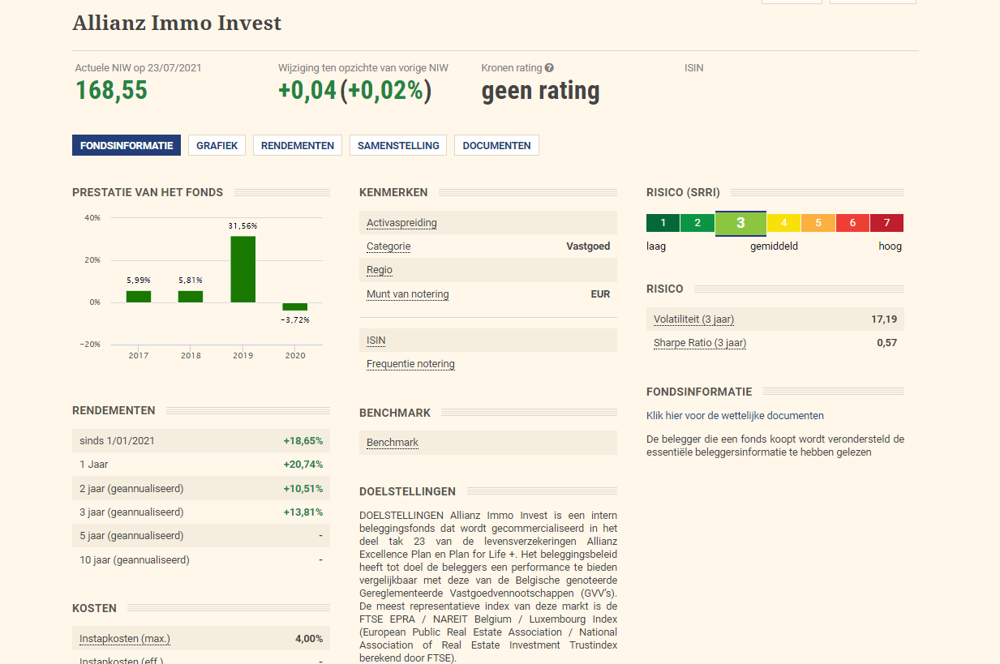 Allianz Immo Invest
Actuele NIW op 23/07/2021
168,55
Wijziging ten opzichte van vorige NIW
+0,04 (+0,02%)
Kronen rating ?
geen rating
ISIN
FONDSINFORMATIE
GRAFIEK
RENDEMENTEN
SAMENSTELLING
DOCUMENTEN
PRESTATIE VAN HET FONDS
40%
20%
0%
-20%
5,99%
5,81%
31,56%
-3,72%
2017
2018
2019
2020
RENDEMENTEN
sinds 1/01/2021 +18,65%
1 Jaar +20,74%
2 jaar (geannualiseerd) +10,51%
3 jaar (geannualiseerd) +13,81%
5 jaar (geannualiseerd) -
10 jaar (geannualiseerd) -
KOSTEN
Instapkosten (max.) 4,00%
Instapkosten (eff.) -
KENMERKEN
Activaspreiding
Categorie Vastgoed
Regio
Munt van notering EUR
ISIN
Frequentie notering
BENCHMARK
Benchmark
DOELSTELLINGEN
DOELSTELLINGEN Allianz Immo Invest is een intern
beleggingsfonds dat wordt gecommercialiseerd in het
deel tak 23 van de levensverzekeringen Allianz
Excellence Plan en Plan for Life +. Het beleggingsbeleid
heeft tot doel de beleggers een performance te bieden
vergelijkbaar met deze van de Belgische genoteerde
Gereglementeerde Vastgoedvennootschappen (GVV's).
De meest representatieve index van deze markt is de
FTSE EPRA / NAREIT Belgium / Luxembourg Index
(European Public Real Estate Association / National
Association of Real Estate Investment Trustindex
berekend door FTSE).
RISICO (SRRI)
1 2 3 4 5 6 7
laag gemiddeld hoog
RISICO
Volatiliteit (3 jaar) 17,19
Sharpe Ratio (3 jaar) 0,57
FONDSINFORMATIE
Klik hier voor de wettelijke documenten
De belegger die een fonds koopt wordt verondersteld de
essentiële beleggersinformatie te hebben gelezen